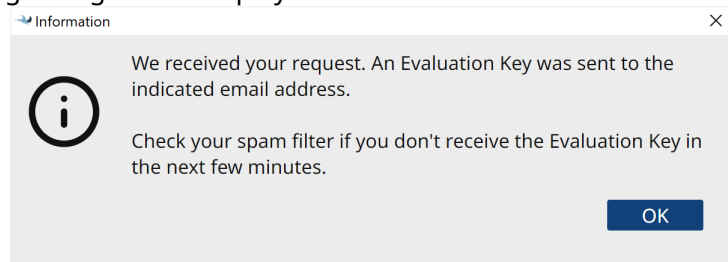 Information
We received your request. An Evaluation Key was sent to the
indicated email address.
Check your spam filter if you don't receive the Evaluation Key in
the next few minutes.
OK